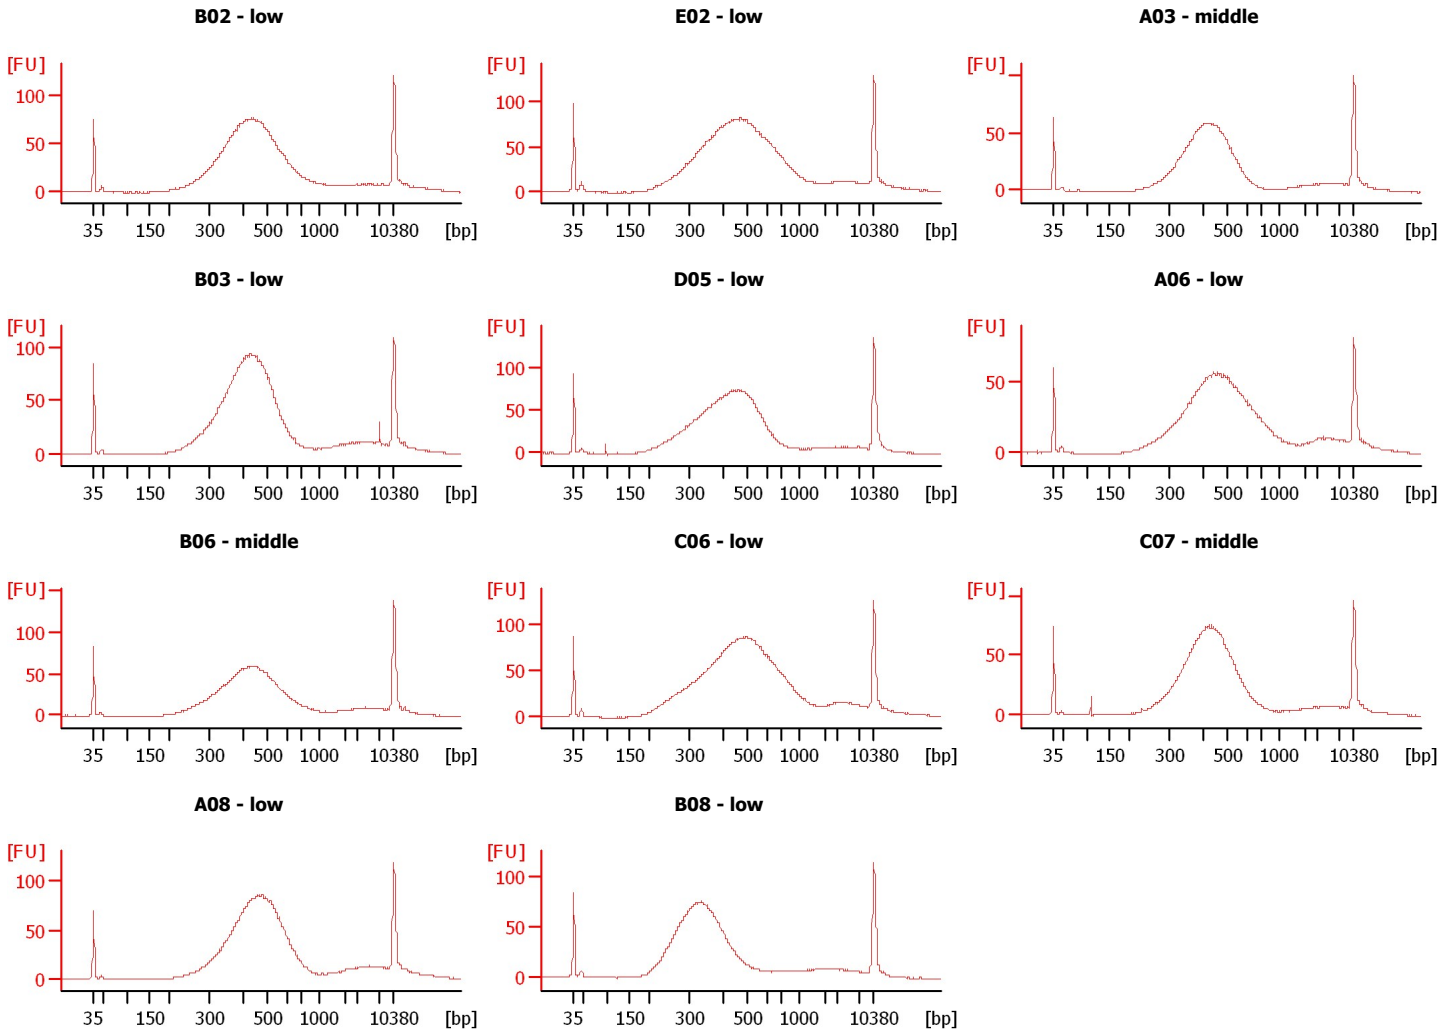 B02 - low
E02 - low
A03 - middle
[FU]
100
50
0
35 150 300 500 1000 10380 [bp]
[FU]
100
50
0
35 150 300 500 1000 10380 [bp]
[FU]
50
0
35 150 300 500 1000 10380 [bp]
B03 - low
D05 - low
A06 - low
[FU]
100
50
0
35 150 300 500 1000 10380 [bp]
[FU]
100
50
0
35 150 300 500 1000 10380 [bp]
[FU]
50
0
35 150 300 500 1000 10380 [bp]
B06 - middle
C06 - low
C07 - middle
[FU]
100
50
0
35 150 300 500 1000 10380 [bp]
[FU]
100
50
0
35 150 300 500 1000 10380 [bp]
[FU]
50
0
35 150 300 500 1000 10380 [bp]
A08 - low
B08 - low
[FU]
100
50
0
35 150 300 500 1000 10380 [bp]
[FU]
100
50
0
35 150 300 500 1000 10380 [bp]